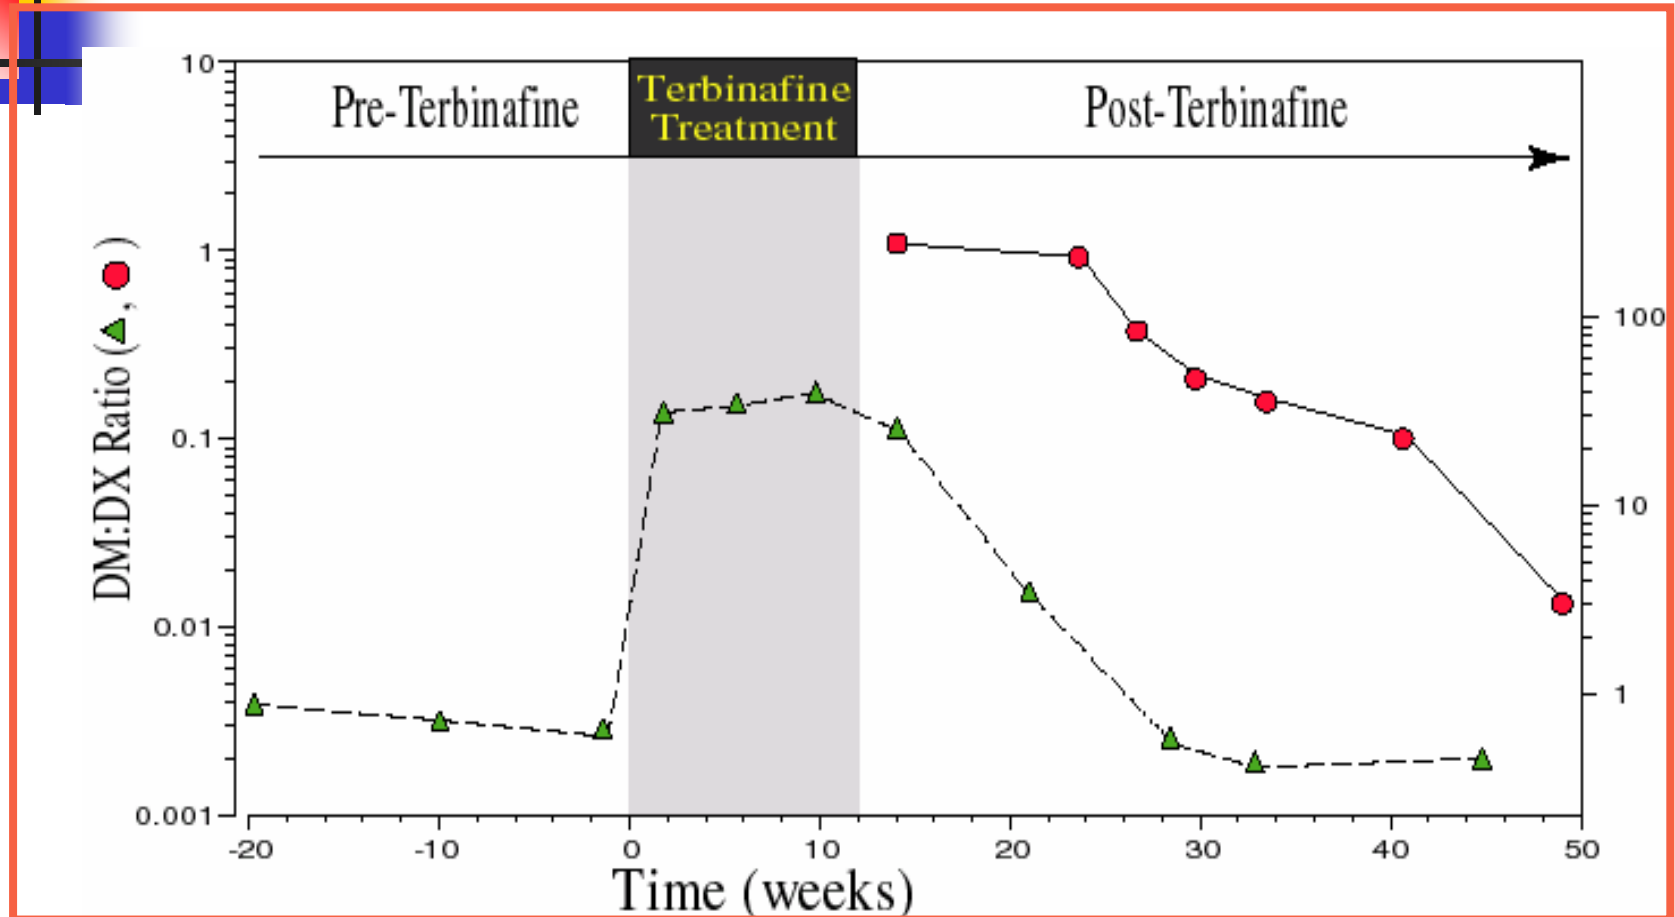 Pre-Terbinafine
Terbinafine
Treatment
Post-Terbinafine
DM:DX Ratio ( , )
10
1
0.1
0.01
0.001
100
10
1
-20
-10
0
10
20
30
40
50
Time (weeks)